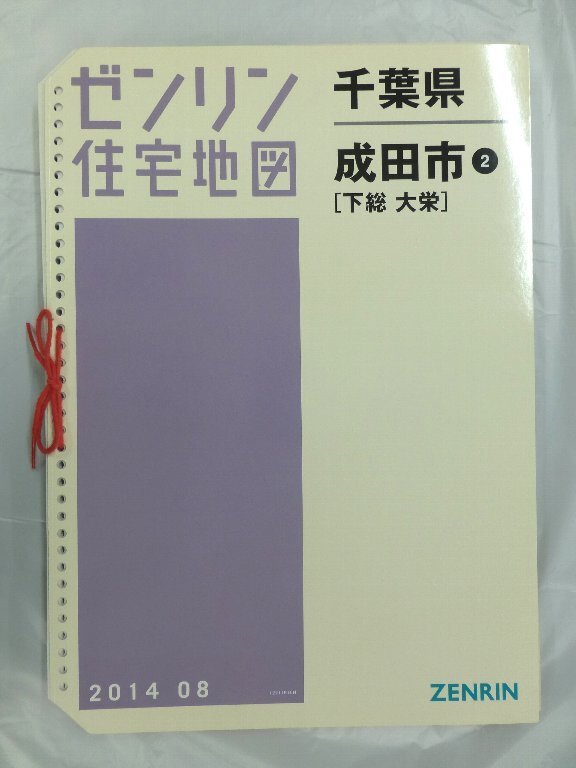 ゼンリン
住宅地図
千葉県
成田市❷
[下総 大栄]
2014 08
ZENRIN